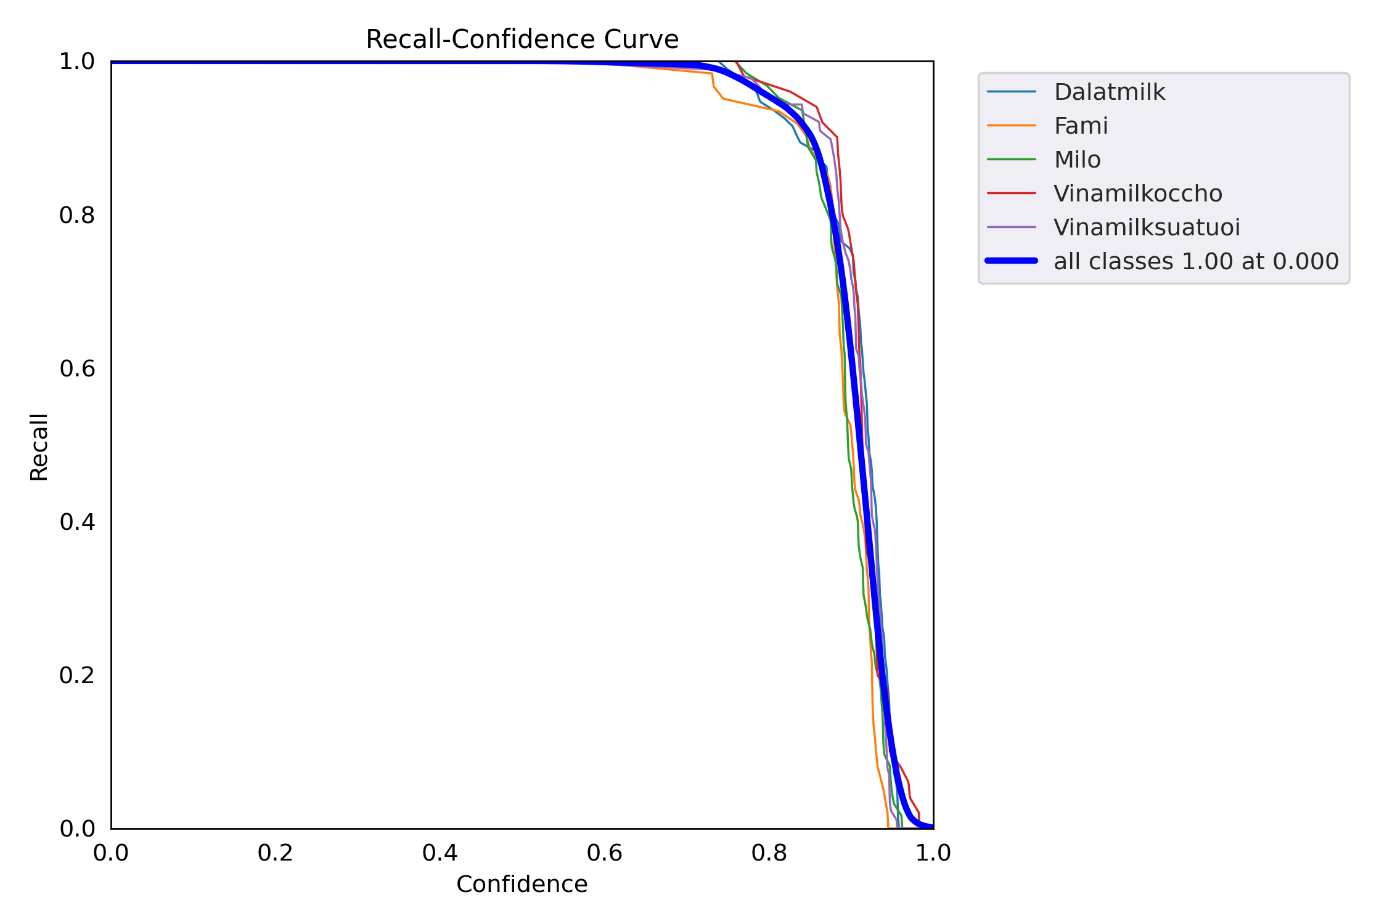 Recall-Confidence Curve
1.0
0.8
0.6
0.4
0.2
0.0
Recall
0.0 0.2 0.4 0.6 0.8 1.0
Confidence
Dalatmilk
Fami
Milo
Vinamilkoccho
Vinamilksuatuoi
all classes 1.00 at 0.000